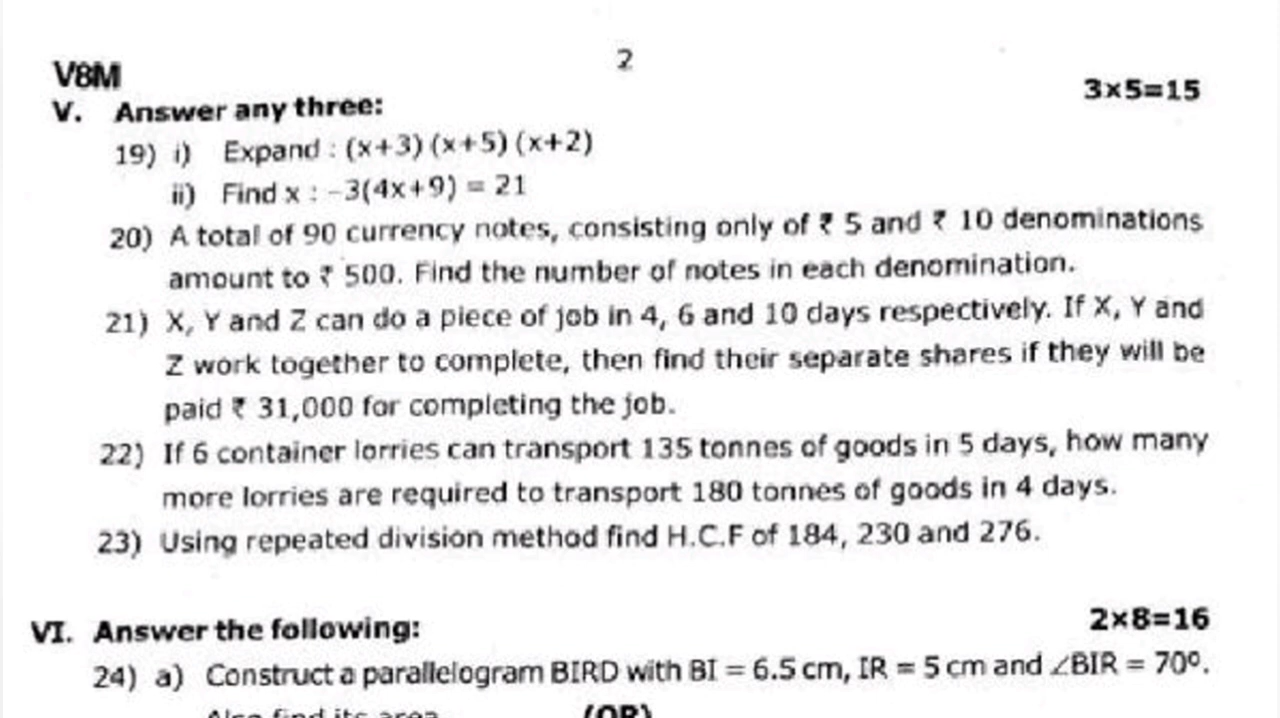 2
V8M
3×5=15
V. Answer any three:
19) i) Expand : (x+3) (x+5) (x+2)
ii) Find x : -3(4x+9) = 21
20) A total of 90 currency notes, consisting only of ₹ 5 and ₹ 10 denominations
amount to ₹ 500. Find the number of notes in each denomination.
21) X, Y and Z can do a piece of job in 4, 6 and 10 days respectively. If X, Y and
Z work together to complete, then find their separate shares if they will be
paid ₹ 31,000 for completing the job.
22) If 6 container lorries can transport 135 tonnes of goods in 5 days, how many
more lorries are required to transport 180 tonnes of goods in 4 days.
23) Using repeated division method find H.C.F of 184, 230 and 276.
VI. Answer the following: 2×8=16
24) a) Construct a parallelogram BIRD with BI = 6.5 cm, IR = 5 cm and ∠BIR = 70º.
Also find its area (OR)